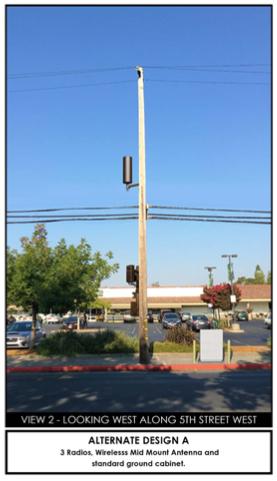 VIEW 2 - LOOKING WEST ALONG 5TH STREET WEST
ALTERNATE DESIGN A
3 Radios, Wirelesss Mid Mount Antenna and
standard ground cabinet.